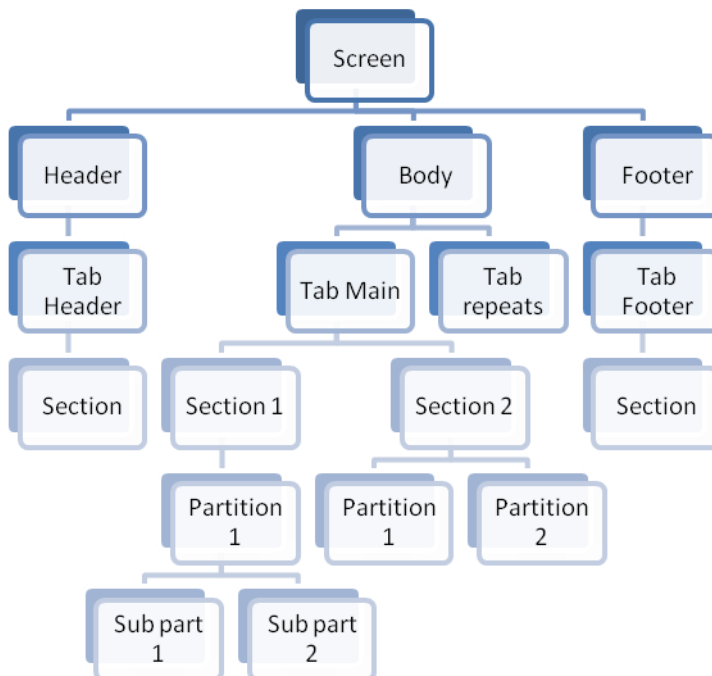 Screen
Header
Body
Footer
Tab
Header
Tab Main
Tab
repeats
Tab
Footer
Section
Section 1
Section 2
Section
Partition
1
Partition
1
Partition
2
Sub part
1
Sub part
2